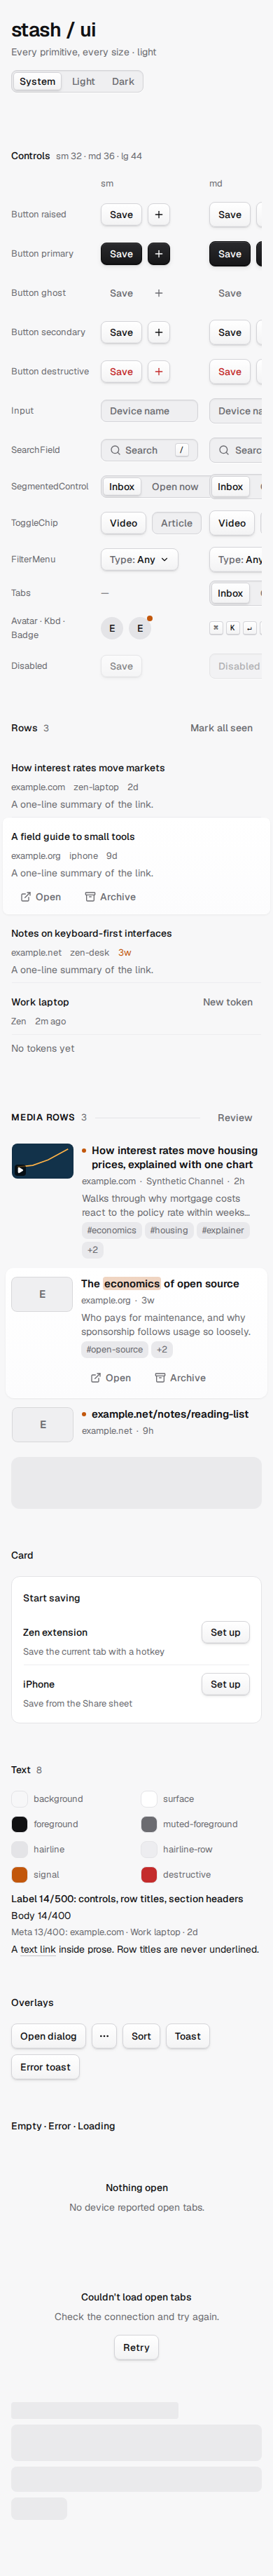 stash / ui
Every primitive, every size · light
System Light Dark
Controls sm 32 · md 36 · lg 44
sm md
Button raised Save + Save
Button primary Save + Save
Button ghost Save + Save
Button secondary Save + Save
Button destructive Save + Save
Input Device name Device na
SearchField Search / Searc
SegmentedControl Inbox Open now Inbox
ToggleChip Video Article Video
FilterMenu Type: Any Type: Any
Tabs — Inbox
Avatar · Kbd · Badge E E ⌘ K ↵
Disabled Save Disabled
Rows 3 Mark all seen
How interest rates move markets
example.com zen-laptop 2d
A one-line summary of the link.
A field guide to small tools
example.org iphone 9d
A one-line summary of the link.
Open Archive
Notes on keyboard-first interfaces
example.net zen-desk 3w
A one-line summary of the link.
Work laptop New token
Zen 2m ago
No tokens yet
MEDIA ROWS 3 Review
How interest rates move housing
prices, explained with one chart
example.com · Synthetic Channel · 2h
Walks through why mortgage costs
react to the policy rate within weeks…
#economics #housing #explainer
+2
E The economics of open source
example.org · 3w
Who pays for maintenance, and why
sponsorship follows usage so loosely.
#open-source +2
Open Archive
E example.net/notes/reading-list
example.net · 9h
Card
Start saving
Zen extension Set up
Save the current tab with a hotkey
iPhone Set up
Save from the Share sheet
Text 8
background surface
foreground muted-foreground
hairline hairline-row
signal destructive
Label 14/500: controls, row titles, section headers
Body 14/400
Meta 13/400: example.com · Work laptop · 2d
A text link inside prose. Row titles are never underlined.
Overlays
Open dialog ··· Sort Toast
Error toast
Empty · Error · Loading
Nothing open
No device reported open tabs.
Couldn't load open tabs
Check the connection and try again.
Retry